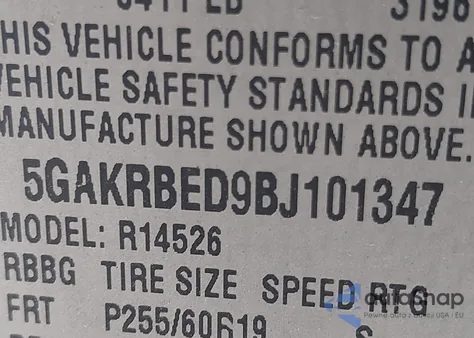 HIS VEHICLE CONFORMS TO A
VEHICLE SAFETY STANDARDS I
MANUFACTURE SHOWN ABOVE.
5GAKRBED9BJ101347
MODEL: R14526
RBBG TIRE SIZE SPEED RTG
FRT P255/60R19 S
autoshap